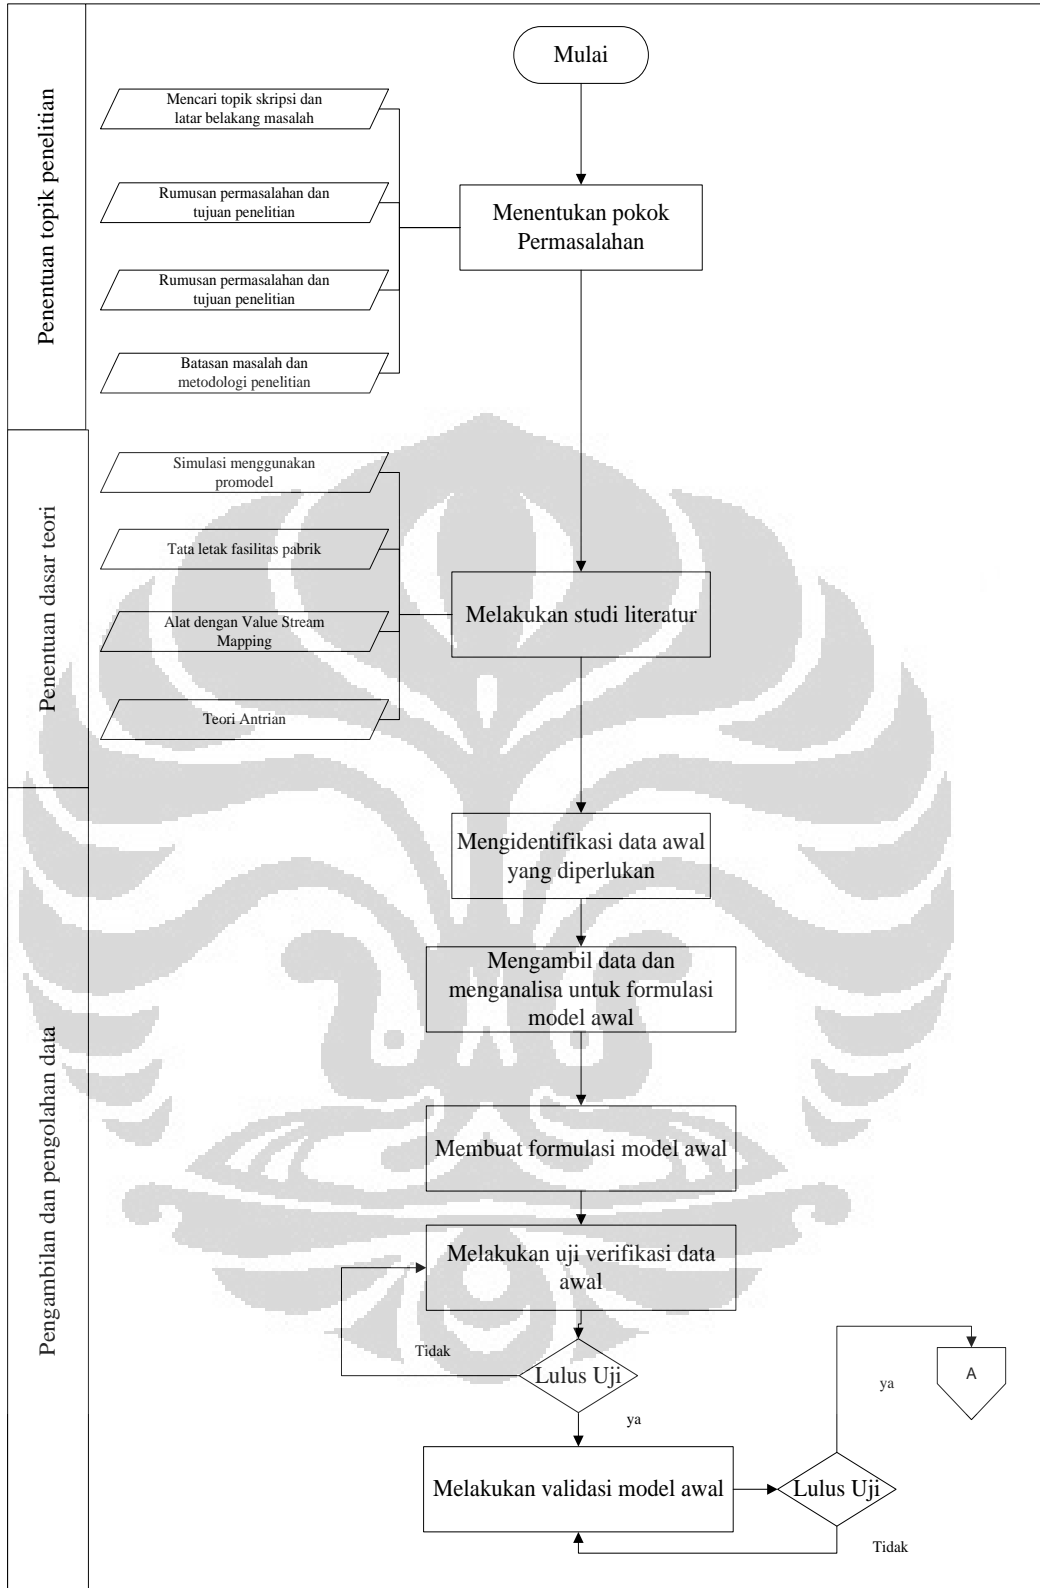 Penentuan topik penelitian
Mulai
Mencari topik skripsi dan
latar belakang masalah
Rumusan permasalahan dan
tujuan penelitian
Menentukan pokok
Permasalahan
Rumusan permasalahan dan
tujuan penelitian
Batasan masalah dan
metodologi penelitian
Penentuan dasar teori
Simulasi menggunakan
promodel
Tata letak fasilitas pabrik
Melakukan studi literatur
Alat dengan Value Stream
Mapping
Teori Antrian
Pengambilan dan pengolahan data
Mengidentifikasi data awal
yang diperlukan
Mengambil data dan
menganalisa untuk formulasi
model awal
Membuat formulasi model awal
Melakukan uji verifikasi data
awal
Tidak
Lulus Uji
ya
Melakukan validasi model awal
Lulus Uji
ya
A
Tidak